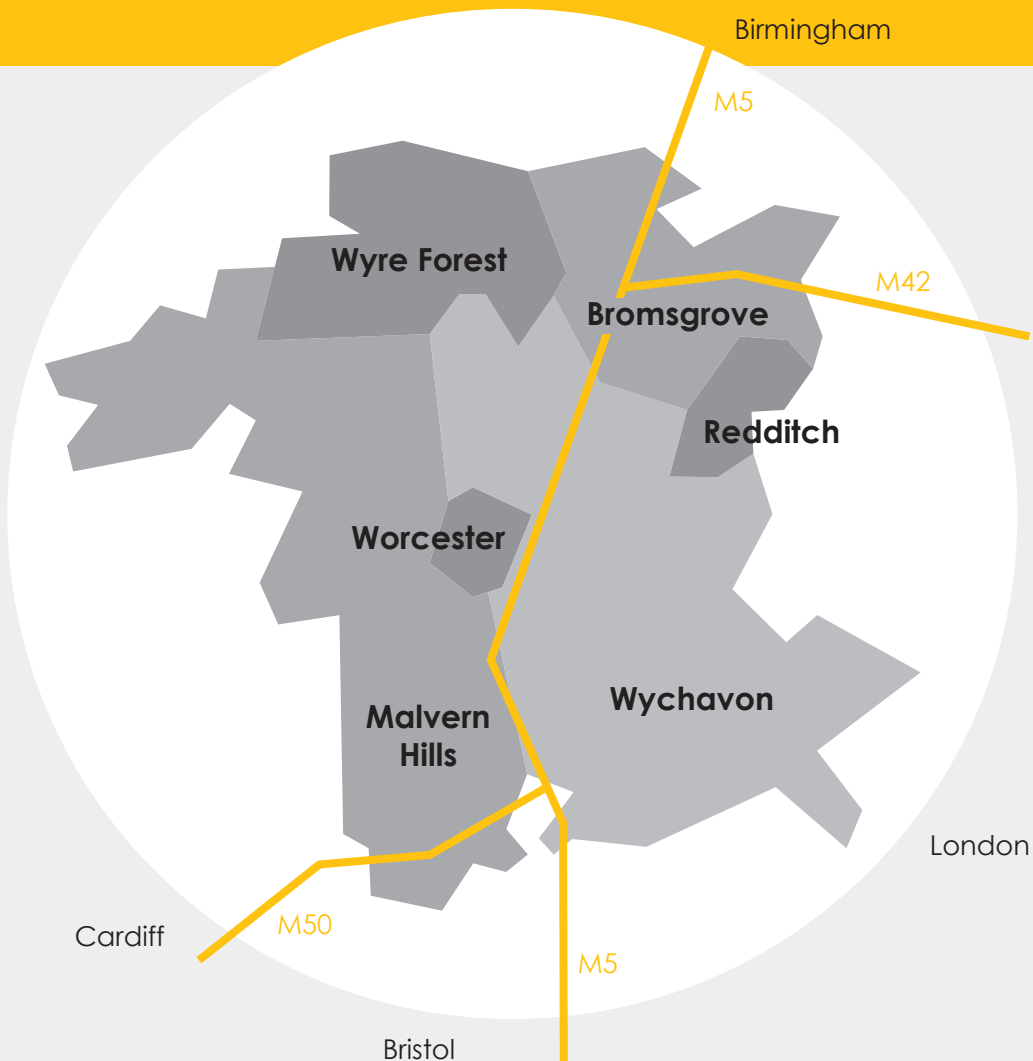 Birmingham
M5
Wyre Forest
M42
Bromsgrove
Redditch
Worcester
Wychavon
Malvern
Hills
London
M50
Cardiff
M5
Bristol